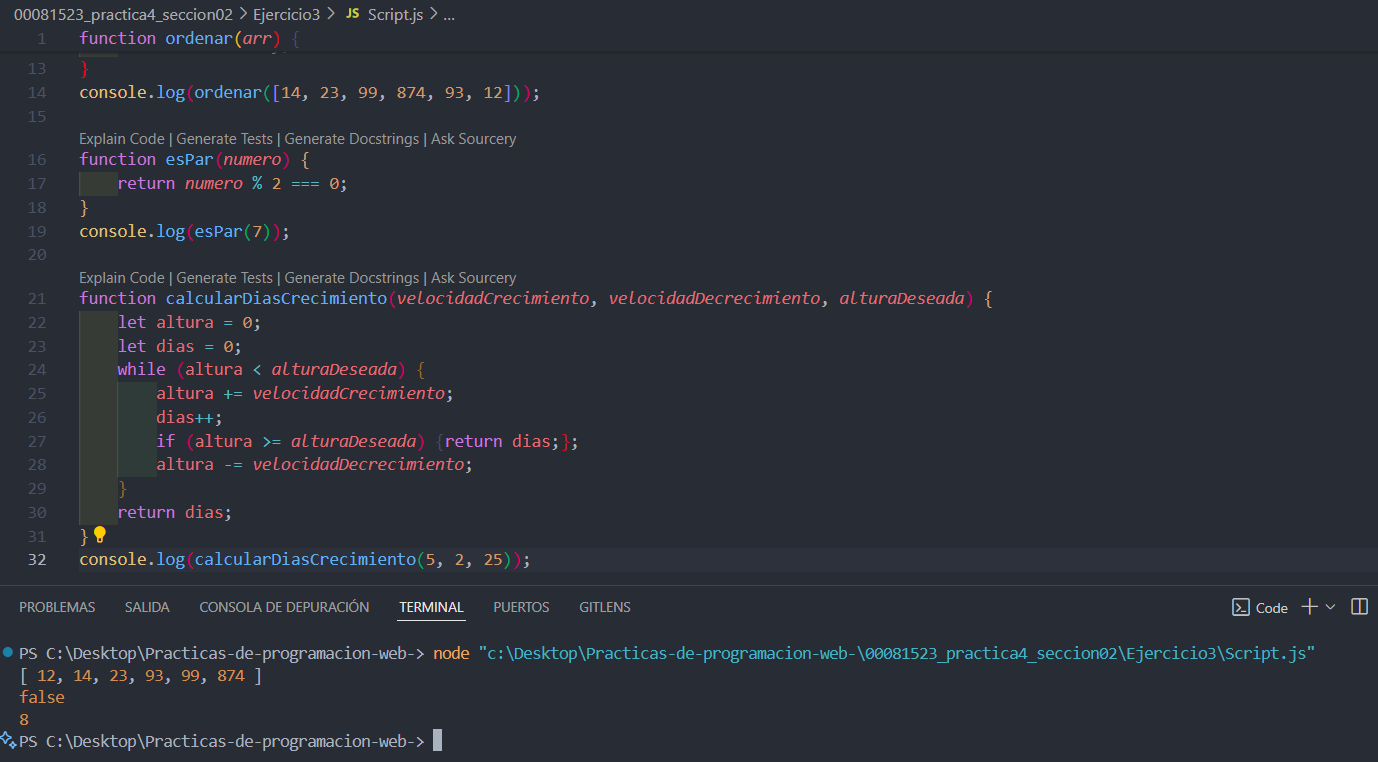 00081523_practica4_seccion02 > Ejercicio3 > JS Script.js > ...
1 function ordenar(arr) {
13 }
14 console.log(ordenar([14, 23, 99, 874, 93, 12]));
15
Explain Code | Generate Tests | Generate Docstrings | Ask Sourcery
16 function esPar(numero) {
17 return numero % 2 === 0;
18 }
19 console.log(esPar(7));
20
Explain Code | Generate Tests | Generate Docstrings | Ask Sourcery
21 function calcularDiasCrecimiento(velocidadCrecimiento, velocidadDecrecimiento, alturaDeseada) {
22 let altura = 0;
23 let dias = 0;
24 while (altura < alturaDeseada) {
25 altura += velocidadCrecimiento;
26 dias++;
27 if (altura >= alturaDeseada) {return dias;};
28 altura -= velocidadDecrecimiento;
29 }
30 return dias;
31 }
32 console.log(calcularDiasCrecimiento(5, 2, 25));
PROBLEMAS SALIDA CONSOLA DE DEPURACIÓN TERMINAL PUERTOS GITLENS Code
PS C:\Desktop\Practicas-de-programacion-web-> node "c:\Desktop\Practicas-de-programacion-web-\00081523_practica4_seccion02\Ejercicio3\Script.js"
[ 12, 14, 23, 93, 99, 874 ]
false
8
PS C:\Desktop\Practicas-de-programacion-web->